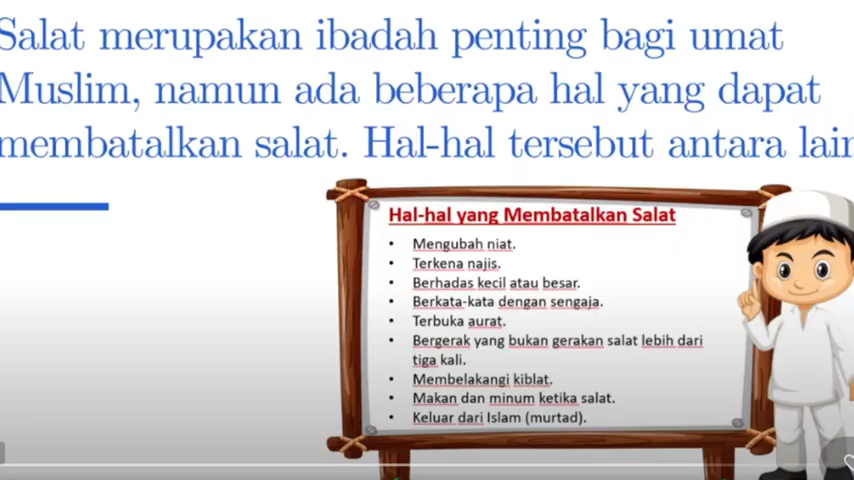 Salat merupakan ibadah penting bagi umat
Muslim, namun ada beberapa hal yang dapat
membatalkan salat. Hal-hal tersebut antara
Hal-hal yang Membatalkan Salat
• Mengubah niat.
• Terkena najis.
• Berhadas kecil atau besar.
• Berkata-kata dengan sengaja.
• Terbuka aurat.
• Bergerak yang bukan gerakan salat lebih dari
tiga kali.
• Membelakangi kiblat.
• Makan dan minum ketika salat.
• Keluar dari Islam (murtad).